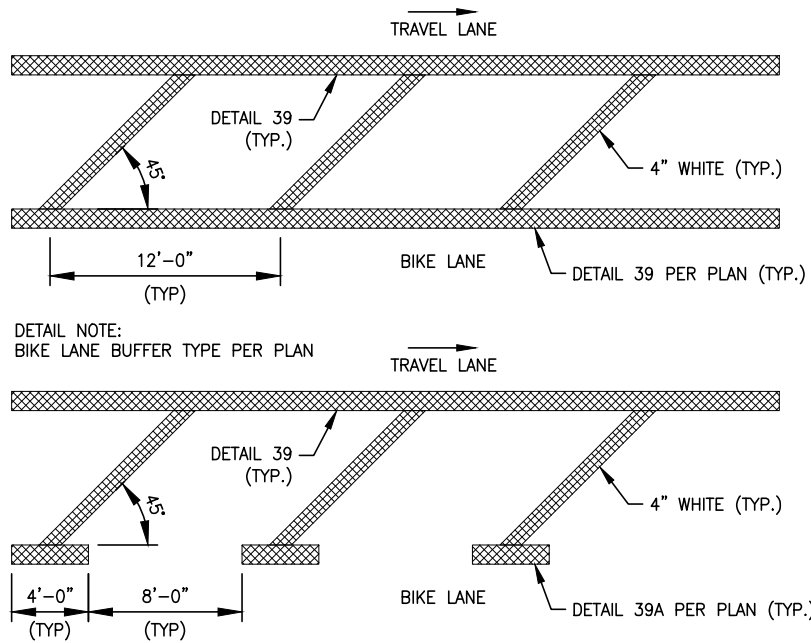 TRAVEL LANE
DETAIL 39
(TYP.)
45°
4" WHITE (TYP.)
12'-0"
(TYP)
BIKE LANE
DETAIL 39 PER PLAN (TYP.)
DETAIL NOTE:
BIKE LANE BUFFER TYPE PER PLAN
TRAVEL LANE
DETAIL 39
(TYP.)
45°
4" WHITE (TYP.)
4'-0"
(TYP)
8'-0"
(TYP)
BIKE LANE
DETAIL 39A PER PLAN (TYP.)